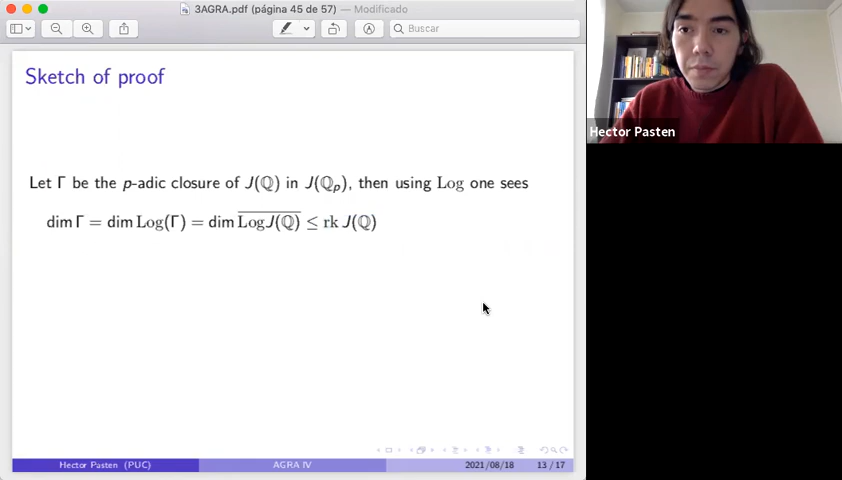 3AGRA.pdf (página 45 de 57) — Modificado
Buscar
Sketch of proof
Let Γ be the p-adic closure of J(ℚ) in J(ℚₚ), then using Log one sees
dim Γ = dim Log(Γ) = dim \overline{Log J(ℚ)} ≤ rk J(ℚ)
Hector Pasten (PUC) AGRA IV 2021/08/18 13 / 17
Hector Pasten